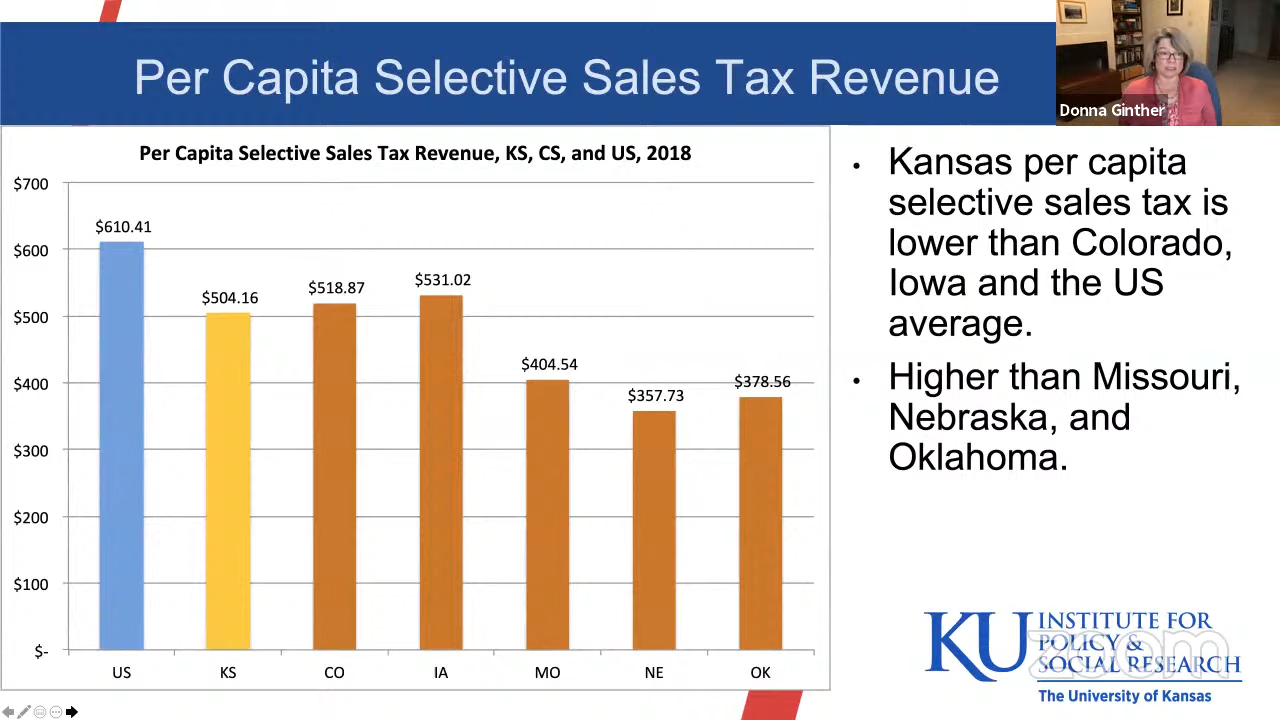 Per Capita Selective Sales Tax Revenue
Donna Ginther
Per Capita Selective Sales Tax Revenue, KS, CS, and US, 2018
$700
$600
$500
$400
$300
$200
$100
$-
$610.41
$504.16
$518.87
$531.02
$404.54
$357.73
$378.56
US
KS
CO
IA
MO
NE
OK
• Kansas per capita
selective sales tax is
lower than Colorado,
Iowa and the US
average.
• Higher than Missouri,
Nebraska, and
Oklahoma.
KU
INSTITUTE FOR
POLICY &
SOCIAL RESEARCH
The University of Kansas
zoom